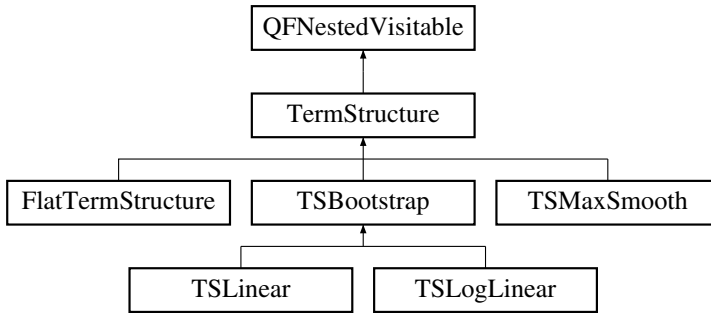 QFNestedVisitable
TermStructure
FlatTermStructure
TSBootstrap
TSMaxSmooth
TSLinear
TSLogLinear